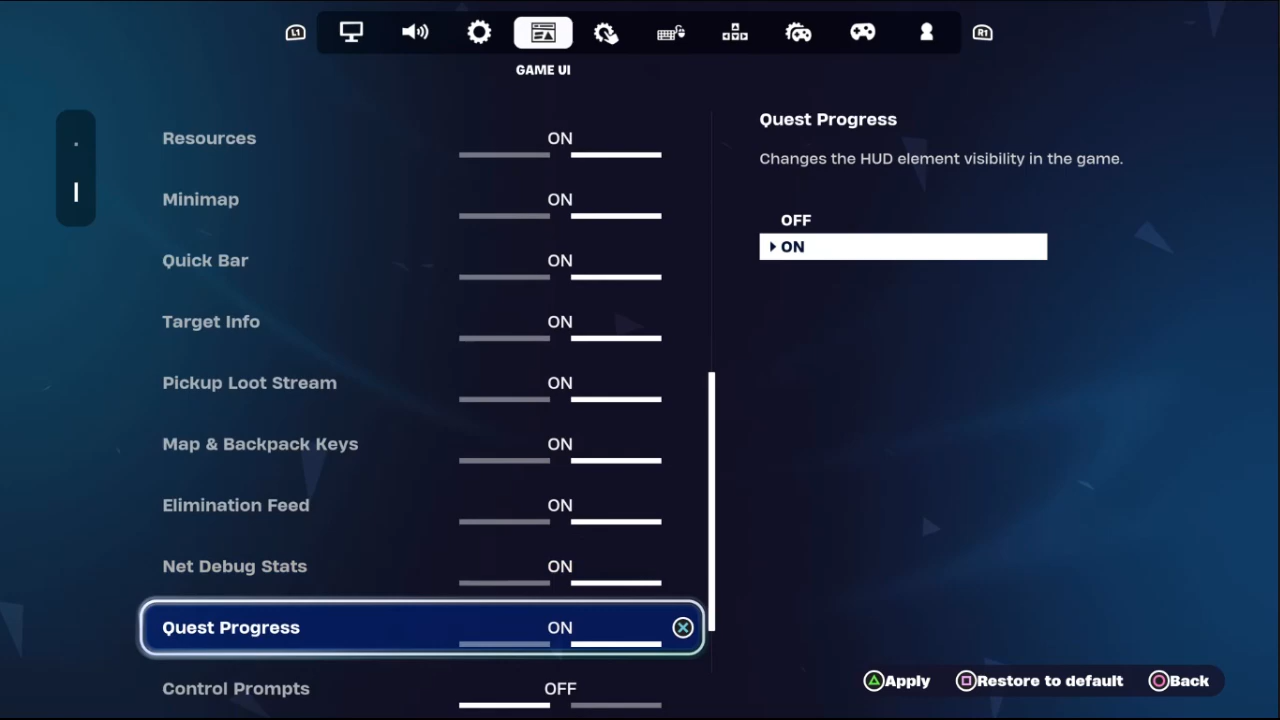 L1
R1
GAME UI
Resources ON
Minimap ON
Quick Bar ON
Target Info ON
Pickup Loot Stream ON
Map & Backpack Keys ON
Elimination Feed ON
Net Debug Stats ON
Quest Progress ON
Control Prompts OFF
Quest Progress
Changes the HUD element visibility in the game.
OFF
ON
Apply Restore to default Back